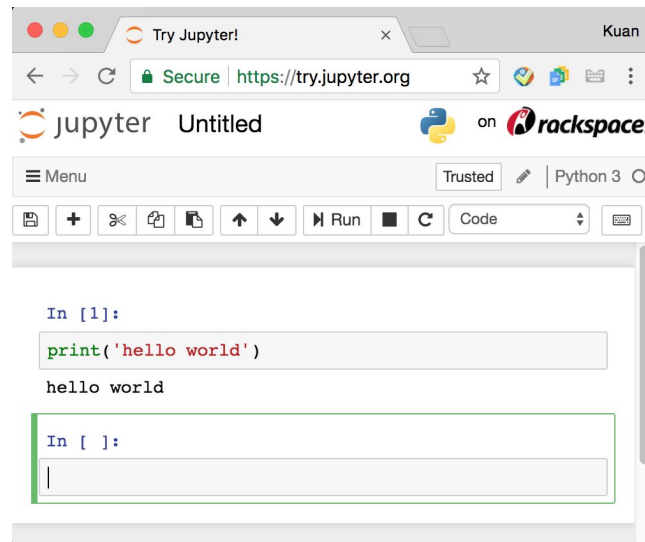 Try Jupyter!
Kuan
Secure https://try.jupyter.org
jupyter Untitled on rackspace.
Menu Trusted Python 3
Run Code
In [1]:
print('hello world')
hello world
In [ ]: